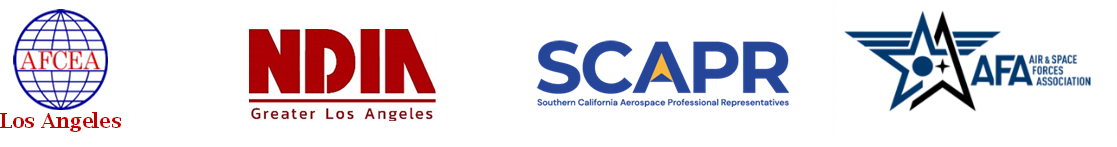 AFCEA
Los Angeles
NDIA
Greater Los Angeles
SCAPR
Southern California Aerospace Professional Representatives
AFA
AIR & SPACE
FORCES
ASSOCIATION